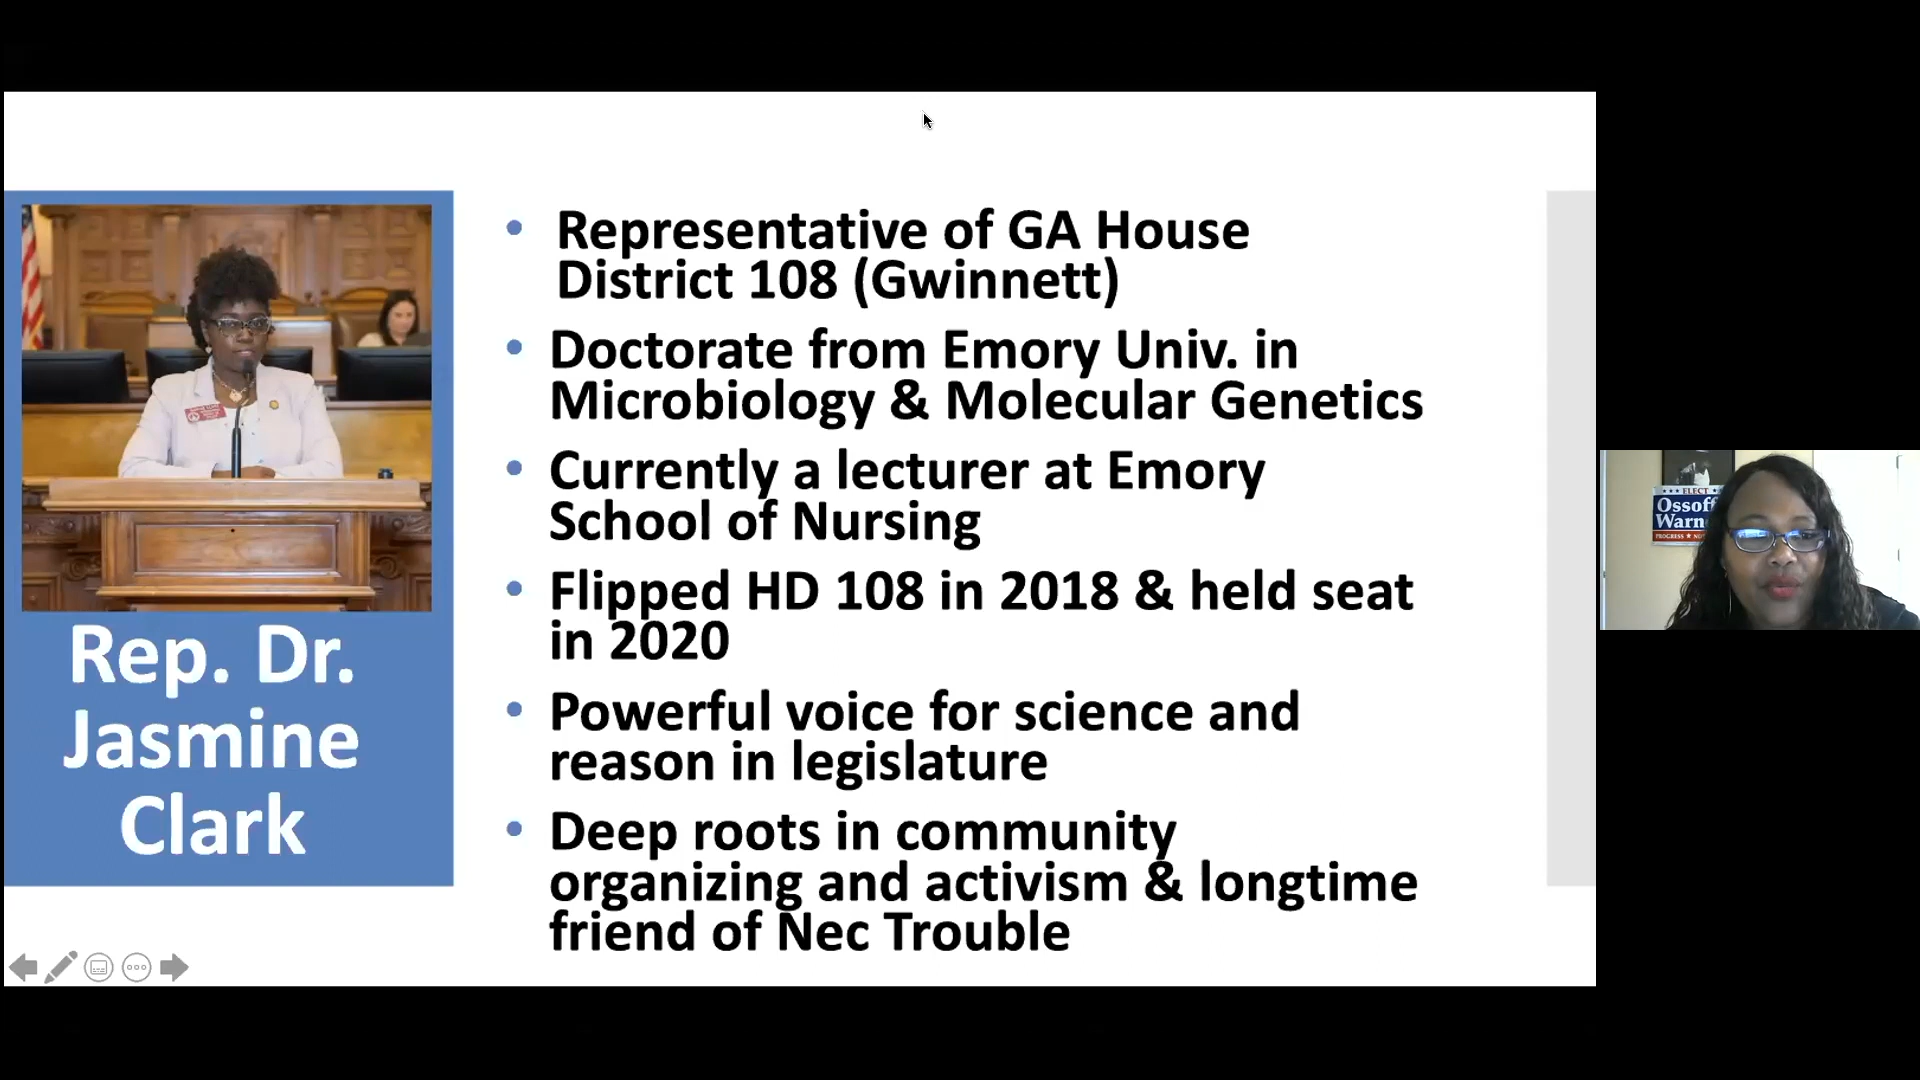 Representative of GA House
District 108 (Gwinnett)
Doctorate from Emory Univ. in
Microbiology & Molecular Genetics
Currently a lecturer at Emory
School of Nursing
Flipped HD 108 in 2018 & held seat
in 2020
Powerful voice for science and
reason in legislature
Deep roots in community
organizing and activism & longtime
friend of Nec Trouble
Rep. Dr.
Jasmine
Clark
ELECT
Ossoff
Warn
PROGRESS